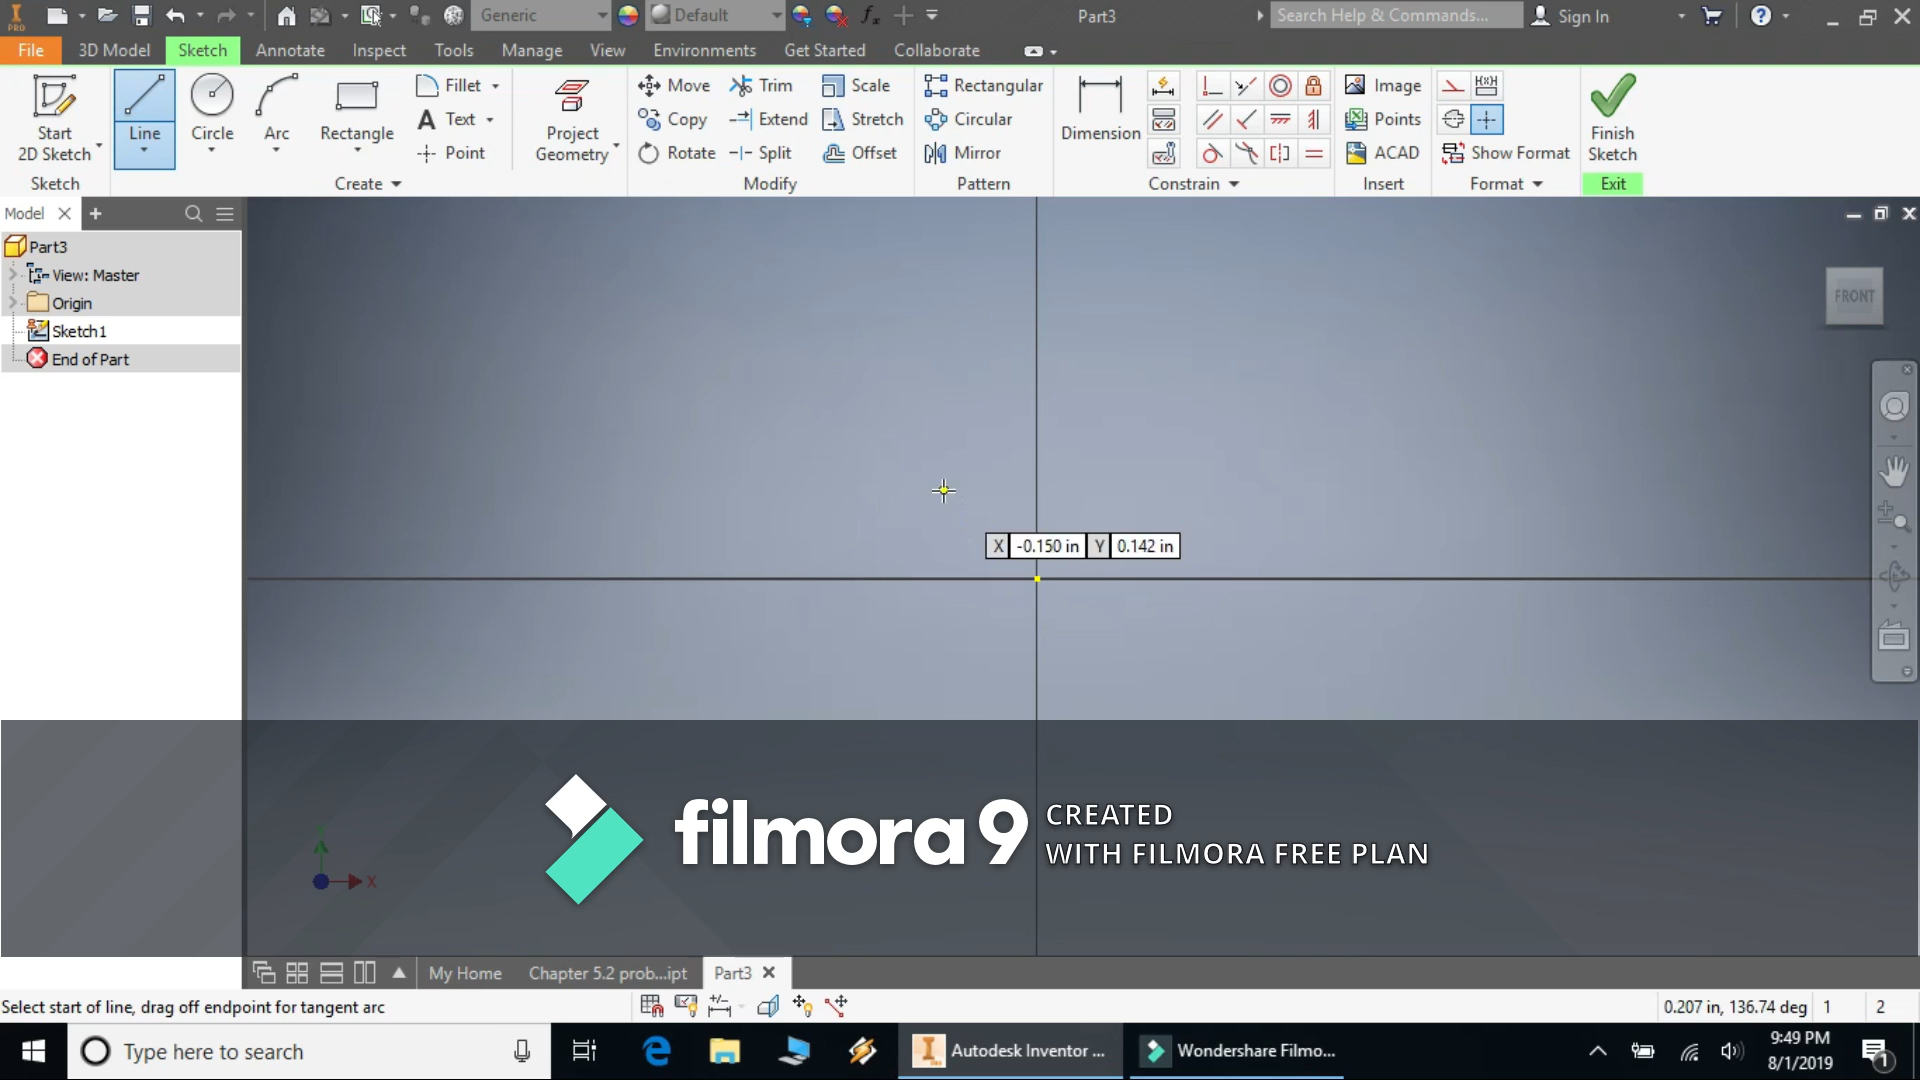 PRO
Generic
Default
fx
Part3
Search Help & Commands...
Sign In
File
3D Model
Sketch
Annotate
Inspect
Tools
Manage
View
Environments
Get Started
Collaborate
Start
2D Sketch
Line
Circle
Arc
Rectangle
Fillet
A Text
Point
Project
Geometry
Move
Copy
Rotate
Trim
Extend
Split
Scale
Stretch
Offset
Rectangular
Circular
Mirror
Dimension
Image
Points
ACAD
Show Format
Finish
Sketch
Sketch
Create
Modify
Pattern
Constrain
Insert
Format
Exit
Model
Part3
View: Master
Origin
Sketch1
End of Part
FRONT
X -0.150 in Y 0.142 in
filmora9
CREATED
WITH FILMORA FREE PLAN
X
My Home
Chapter 5.2 prob...ipt
Part3
Select start of line, drag off endpoint for tangent arc
0.207 in, 136.74 deg
1
2
Type here to search
Autodesk Inventor ...
Wondershare Filmo...
9:49 PM
8/1/2019
1